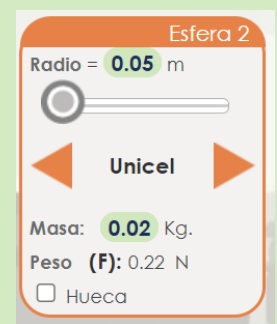 Esfera 2
Radio = 0.05 m
Unicel
Masa: 0.02 Kg.
Peso (F): 0.22 N
Hueca